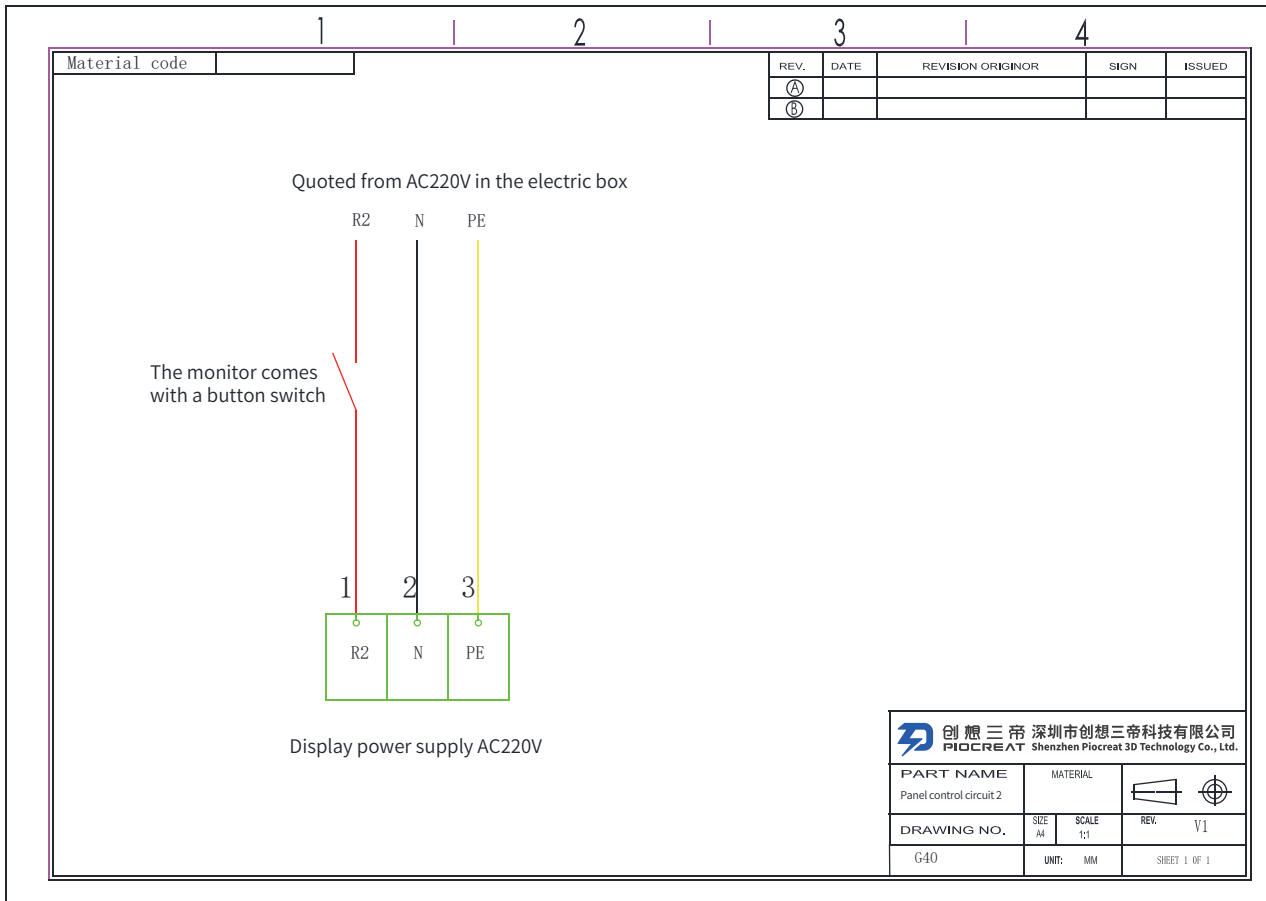 1 2 3 4
Material code
REV. DATE REVISION ORIGINOR SIGN ISSUED
A
B
Quoted from AC220V in the electric box
R2 N PE
The monitor comes
with a button switch
1 2 3
R2 N PE
Display power supply AC220V
创想三帝 深圳市创想三帝科技有限公司
PIOCREAT Shenzhen Piocreat 3D Technology Co., Ltd.
PART NAME MATERIAL
Panel control circuit 2
DRAWING NO. SIZE SCALE REV. V1
A4 1:1
G40 UNIT: MM SHEET 1 OF 1